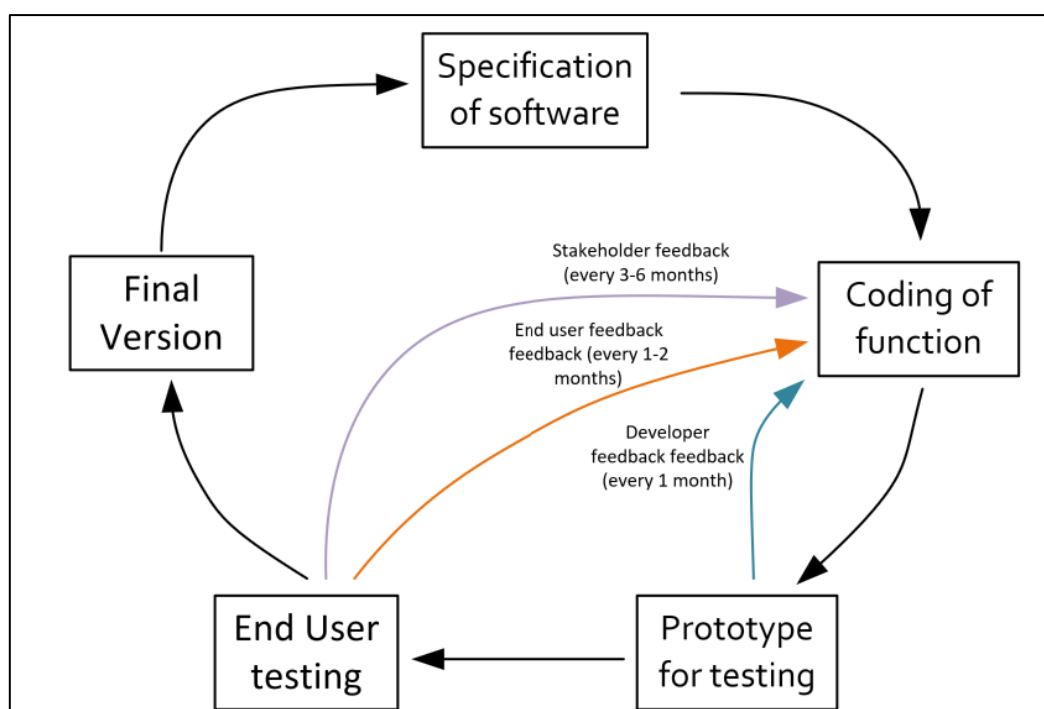 Specification
of software
Stakeholder feedback
(every 3-6 months)
Coding of
function
Final
Version
End user feedback
feedback (every 1-2
months)
Developer
feedback feedback
(every 1 month)
End User
testing
Prototype
for testing